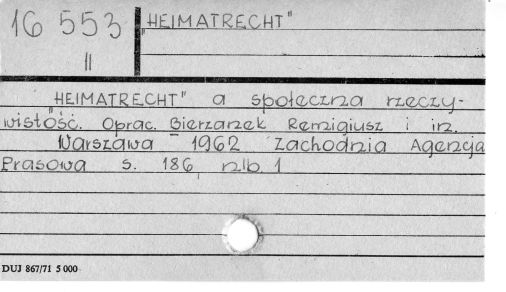 16 553
II
„HEIMATRECHT"
„HEIMATRECHT" a społeczna rzeczy-
wistość. Oprac. Bierzanek Remigiusz i in.
Warszawa 1962 Zachodnia Agencja
Prasowa s. 186, nlb. 1
DUJ 867/71 5 000